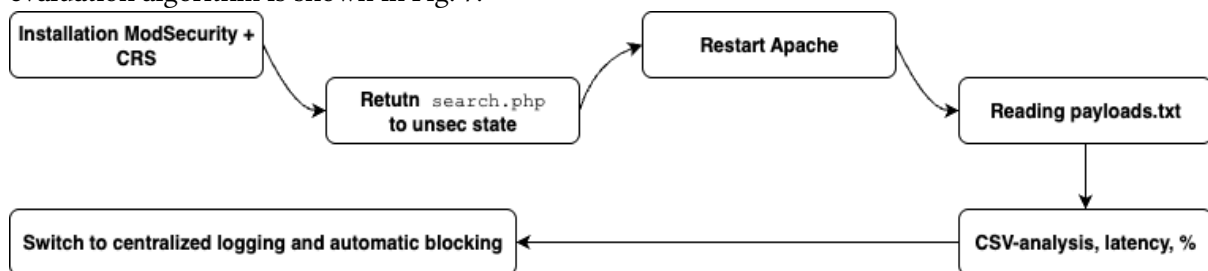 evaluation algorithm is shown in Fig. 7.
Installation ModSecurity +
CRS
Retutn search.php
to unsec state
Restart Apache
Reading payloads.txt
CSV-analysis, latency, %
Switch to centralized logging and automatic blocking